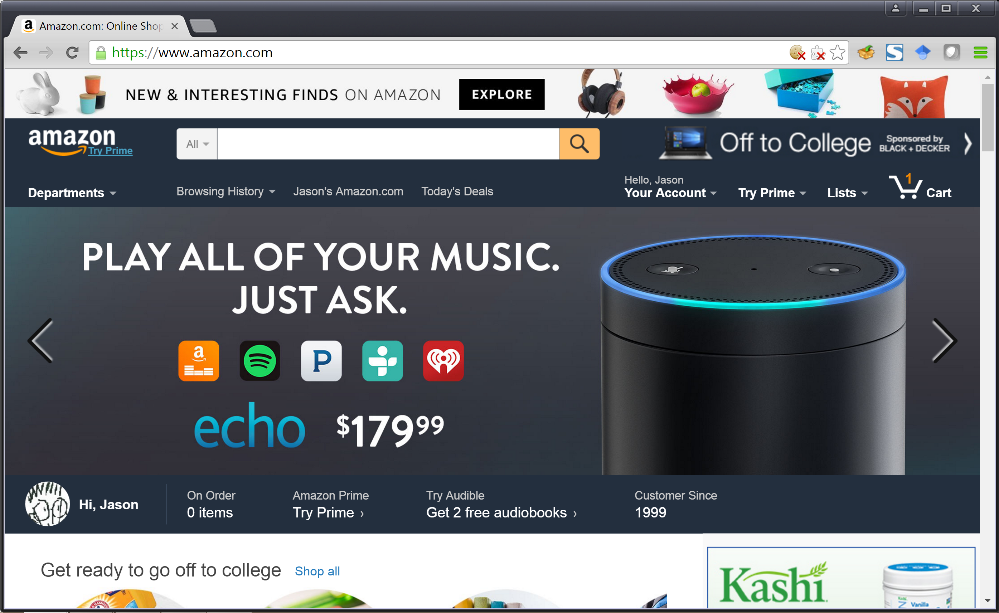 Amazon.com: Online Shop
https://www.amazon.com
NEW & INTERESTING FINDS ON AMAZON
EXPLORE
amazon
Try Prime
All
Off to College
Sponsored by
BLACK + DECKER
Departments
Browsing History
Jason's Amazon.com
Today's Deals
Hello, Jason
Your Account
Try Prime
Lists
1
Cart
PLAY ALL OF YOUR MUSIC.
JUST ASK.
a
P
echo $179 99
Hi, Jason
On Order
0 items
Amazon Prime
Try Prime ›
Try Audible
Get 2 free audiobooks ›
Customer Since
1999
Get ready to go off to college
Shop all
Kashi
Kashi
Vanilla